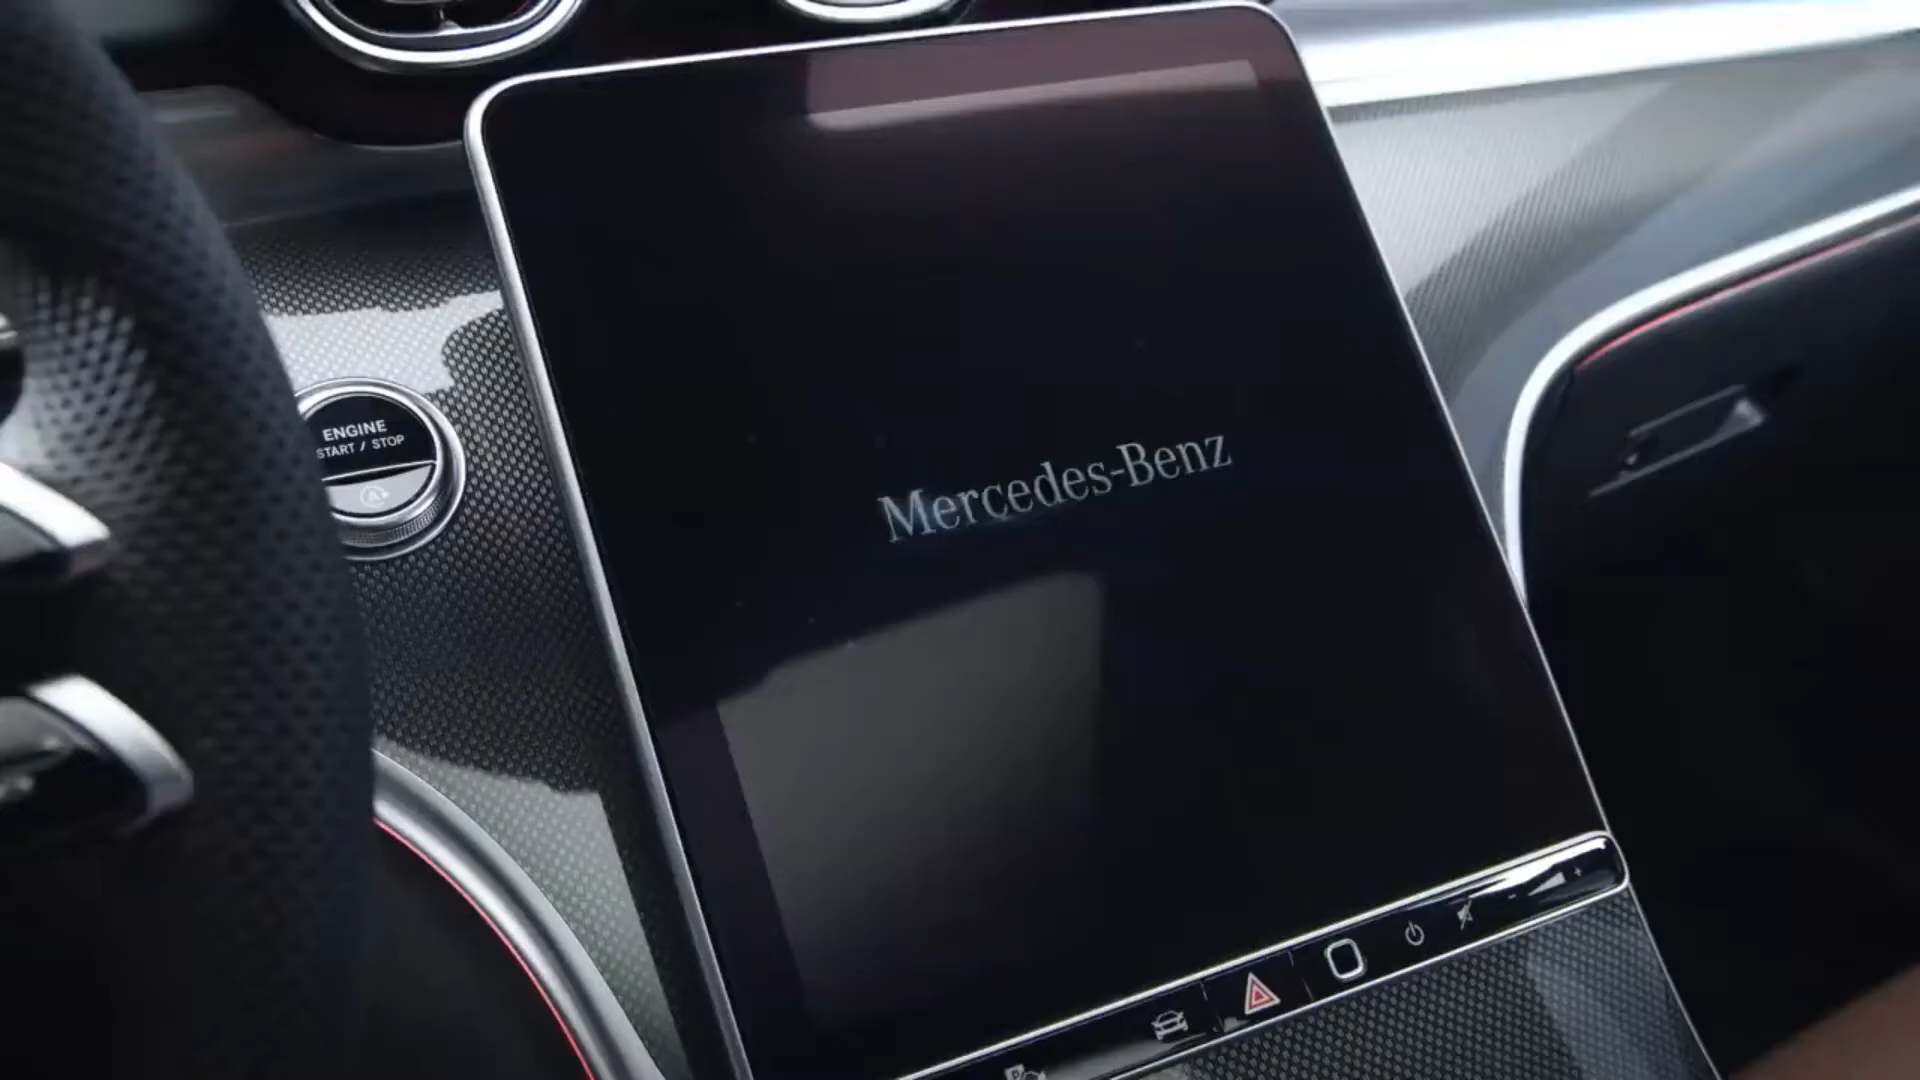 ENGINE
START / STOP
A
Mercedes-Benz
P
- +